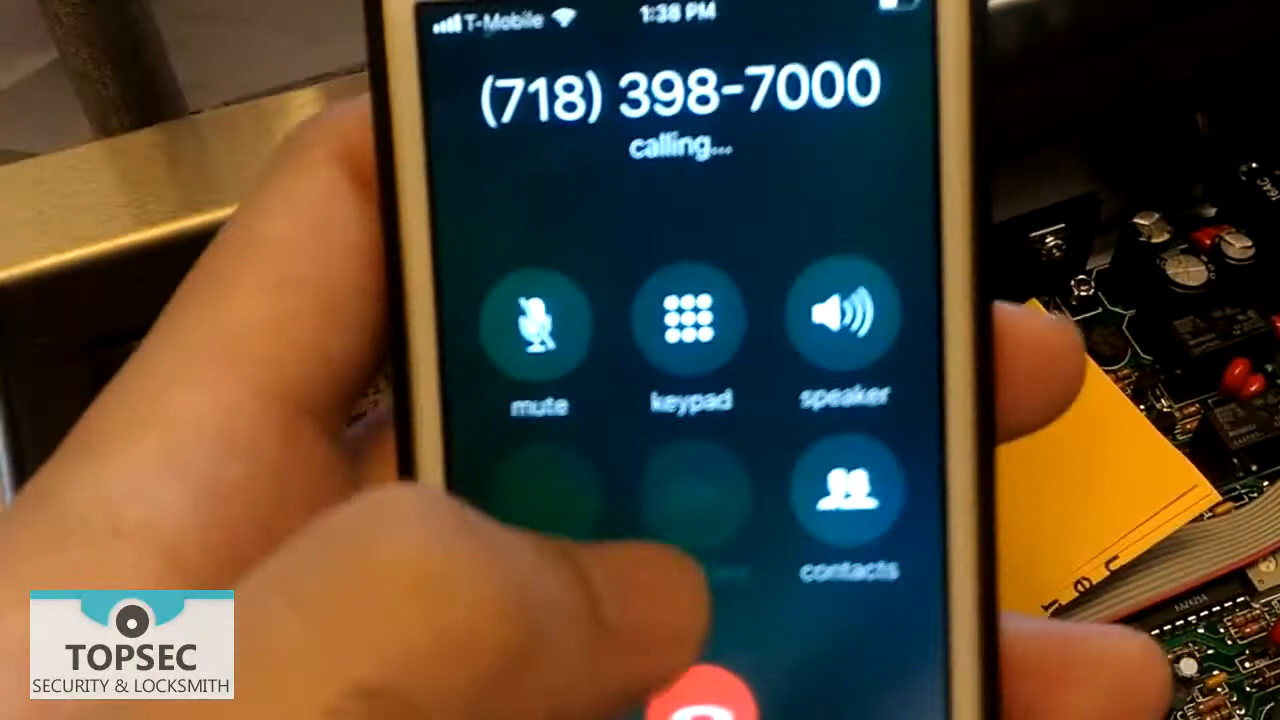 T-Mobile 1:38 PM
(718) 398-7000
calling...
mute keypad speaker
contacts
TOPSEC
SECURITY & LOCKSMITH